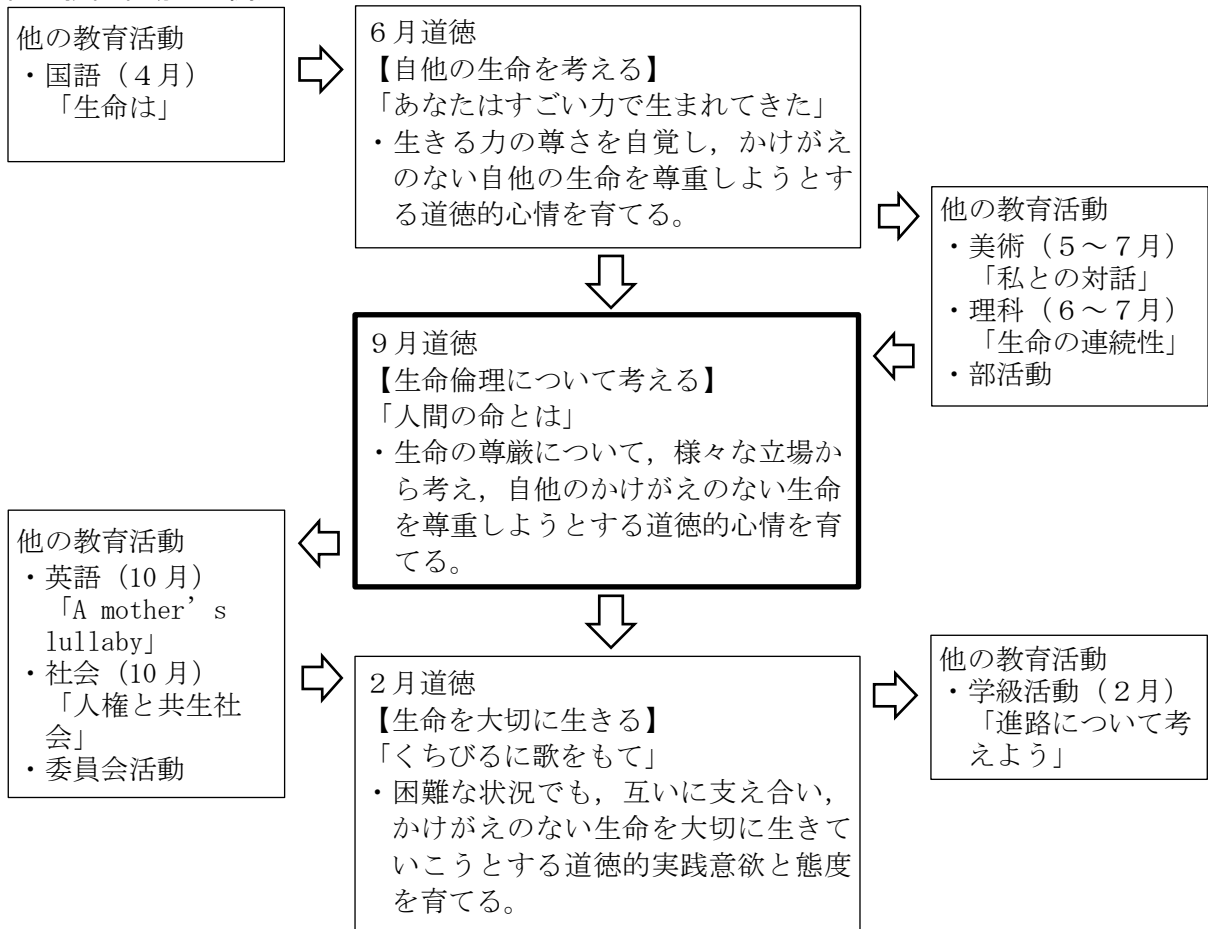 他の教育活動
・国語（４月）
「生命は」
６月道徳
【自他の生命を考える】
「あなたはすごい力で生まれてきた」
・生きる力の尊さを自覚し，かけがえ
のない自他の生命を尊重しようとす
る道徳的心情を育てる。
他の教育活動
・美術（５～７月）
「私との対話」
・理科（６～７月）
「生命の連続性」
・部活動
９月道徳
【生命倫理について考える】
「人間の命とは」
・生命の尊厳について，様々な立場か
ら考え，自他のかけがえのない生命
を尊重しようとする道徳的心情を育
てる。
他の教育活動
・英語（10 月）
「A mother’s
lullaby」
・社会（10 月）
「人権と共生社
会」
・委員会活動
２月道徳
【生命を大切に生きる】
「くちびるに歌をもて」
・困難な状況でも，互いに支え合い，
かけがえのない生命を大切に生きて
いこうとする道徳的実践意欲と態度
を育てる。
他の教育活動
・学級活動（２月）
「進路について考
えよう」